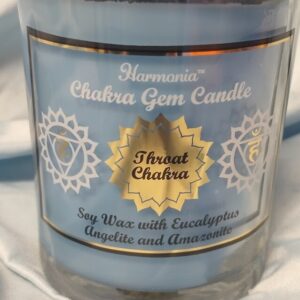 Harmonia™
Chakra Gem Candle
Throat
Chakra
Soy Wax with Eucalyptus
Angelite and Amazonite